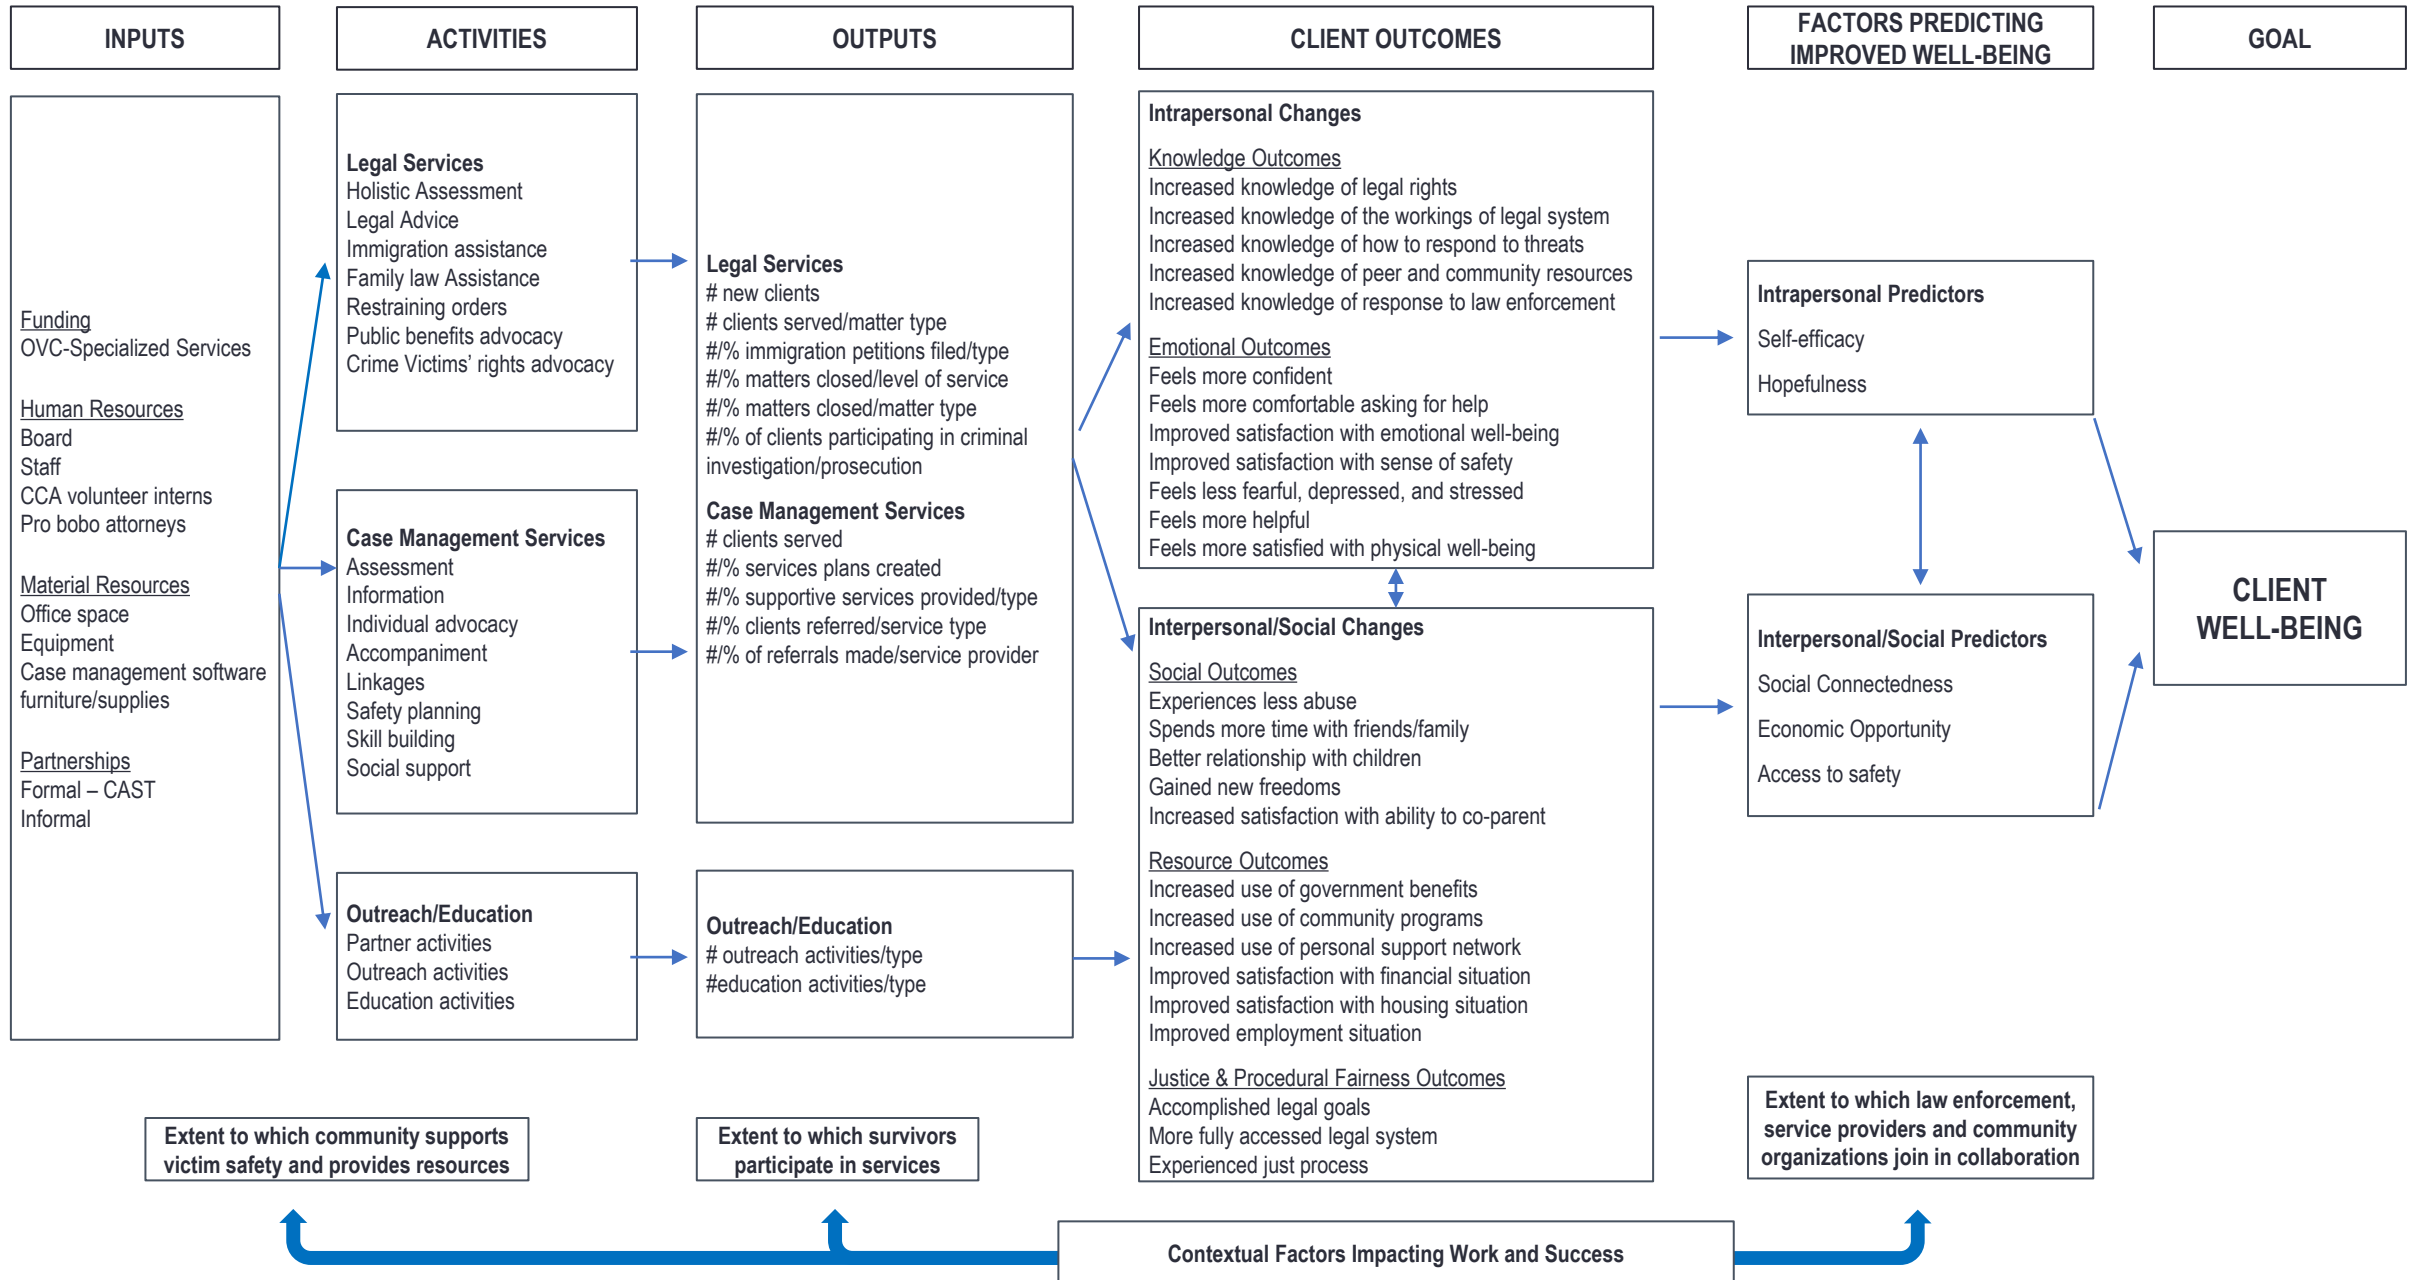 INPUTS
ACTIVITIES
OUTPUTS
CLIENT OUTCOMES
FACTORS PREDICTING
IMPROVED WELL-BEING
GOAL
Funding
OVC-Specialized Services
Human Resources
Board
Staff
CCA volunteer interns
Pro bobo attorneys
Material Resources
Office space
Equipment
Case management software
furniture/supplies
Partnerships
Formal – CAST
Informal
Legal Services
Holistic Assessment
Legal Advice
Immigration assistance
Family law Assistance
Restraining orders
Public benefits advocacy
Crime Victims’ rights advocacy
Case Management Services
Assessment
Information
Individual advocacy
Accompaniment
Linkages
Safety planning
Skill building
Social support
Outreach/Education
Partner activities
Outreach activities
Education activities
Legal Services
# new clients
# clients served/matter type
#/% immigration petitions filed/type
#/% matters closed/level of service
#/% matters closed/matter type
#/% of clients participating in criminal
investigation/prosecution
Case Management Services
# clients served
#/% services plans created
#/% supportive services provided/type
#/% clients referred/service type
#/% of referrals made/service provider
Outreach/Education
# outreach activities/type
#education activities/type
Intrapersonal Changes
Knowledge Outcomes
Increased knowledge of legal rights
Increased knowledge of the workings of legal system
Increased knowledge of how to respond to threats
Increased knowledge of peer and community resources
Increased knowledge of response to law enforcement
Emotional Outcomes
Feels more confident
Feels more comfortable asking for help
Improved satisfaction with emotional well-being
Improved satisfaction with sense of safety
Feels less fearful, depressed, and stressed
Feels more helpful
Feels more satisfied with physical well-being
Interpersonal/Social Changes
Social Outcomes
Experiences less abuse
Spends more time with friends/family
Better relationship with children
Gained new freedoms
Increased satisfaction with ability to co-parent
Resource Outcomes
Increased use of government benefits
Increased use of community programs
Increased use of personal support network
Improved satisfaction with financial situation
Improved satisfaction with housing situation
Improved employment situation
Justice & Procedural Fairness Outcomes
Accomplished legal goals
More fully accessed legal system
Experienced just process
Intrapersonal Predictors
Self-efficacy
Hopefulness
Interpersonal/Social Predictors
Social Connectedness
Economic Opportunity
Access to safety
CLIENT
WELL-BEING
Extent to which community supports
victim safety and provides resources
Extent to which survivors
participate in services
Extent to which law enforcement,
service providers and community
organizations join in collaboration
Contextual Factors Impacting Work and Success